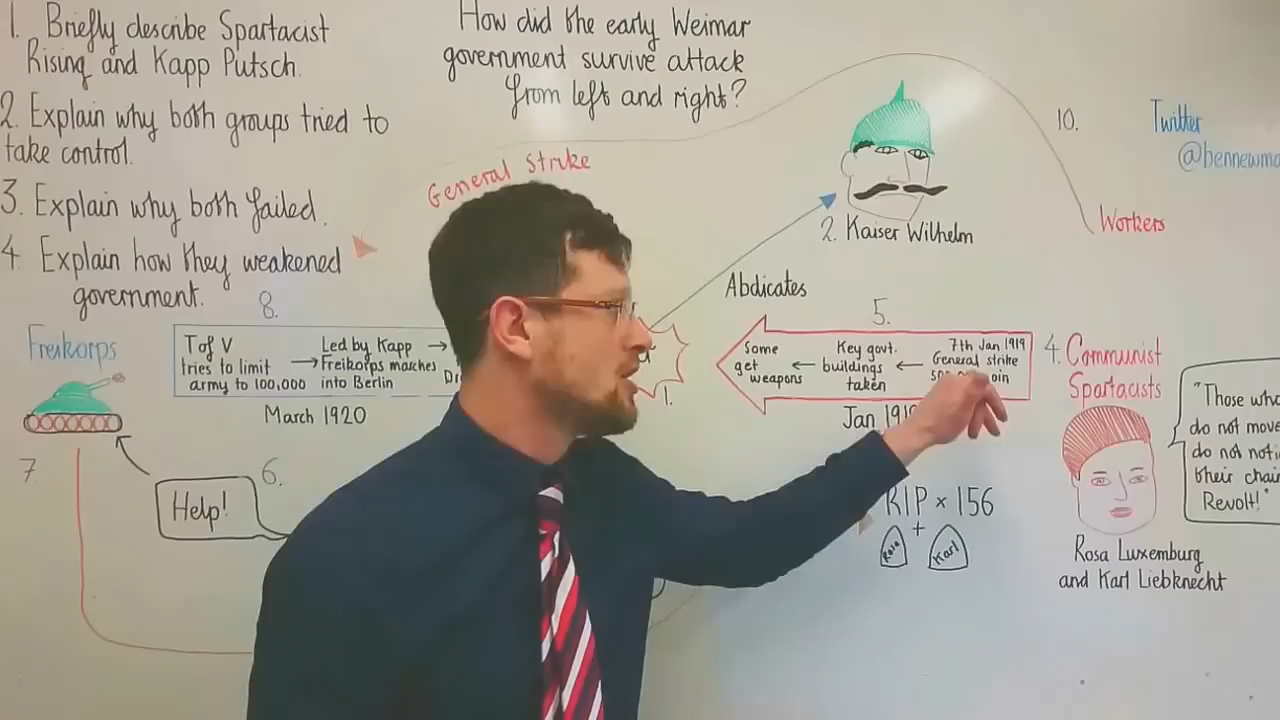 1. Briefly describe Spartacist
Rising and Kapp Putsch.
2. Explain why both groups tried to
take control.
3. Explain why both failed.
4. Explain how they weakened
government.
How did the early Weimar
government survive attack
from left and right?
General Strike
2. Kaiser Wilhelm
10.
Twitter
Workers
Abdicates
5.
Some
get
weapons
←
Key govt.
buildings
taken
←
7th Jan 1919
General strike
Jan
1.
4. Communist
Spartacists
"Those who
do not move
do not
their
Revolt!"
Rosa Luxemburg
and Karl Liebknecht
RIP × 156
+
Rosa
Karl
8.
Freikorps
T of V
tries to limit
army to 100,000
→
Led by Kapp →
Freikorps marches
into Berlin
March 1920
7
6.
Help!